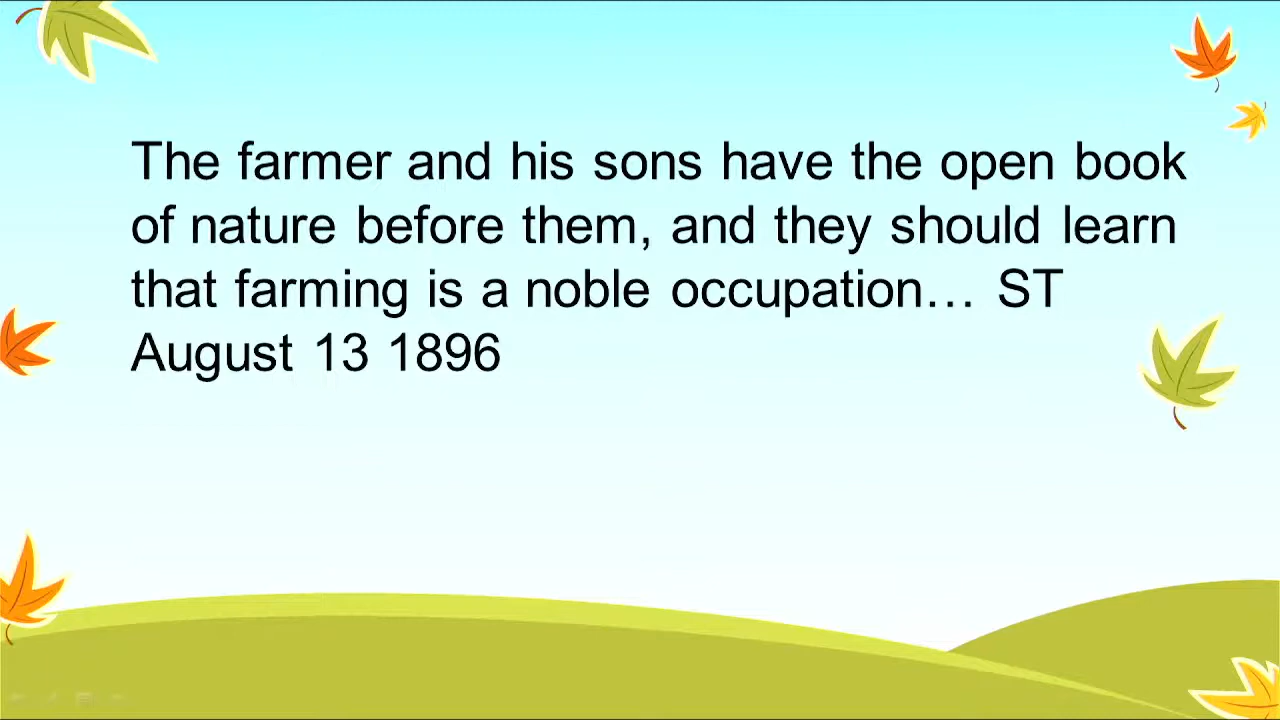 The farmer and his sons have the open book
of nature before them, and they should learn
that farming is a noble occupation… ST
August 13 1896